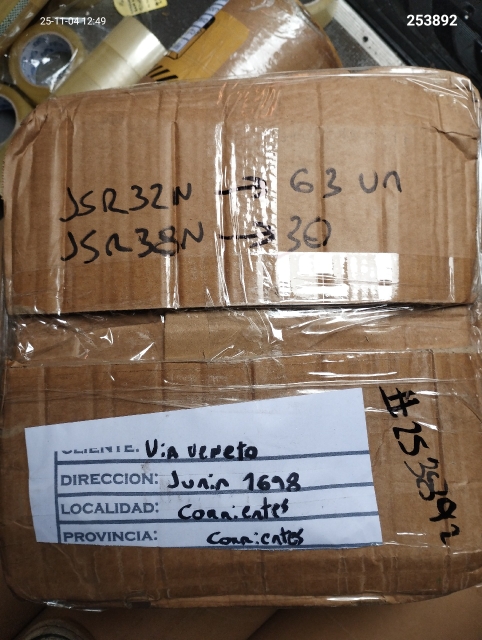 25-11-04 12:49
253892
JSR32N → 63 un
JSR38N → 30
CLIENTE: Via veneto
DIRECCION: Junin 1698
LOCALIDAD: Corrientes
PROVINCIA: Corrientes
#253892